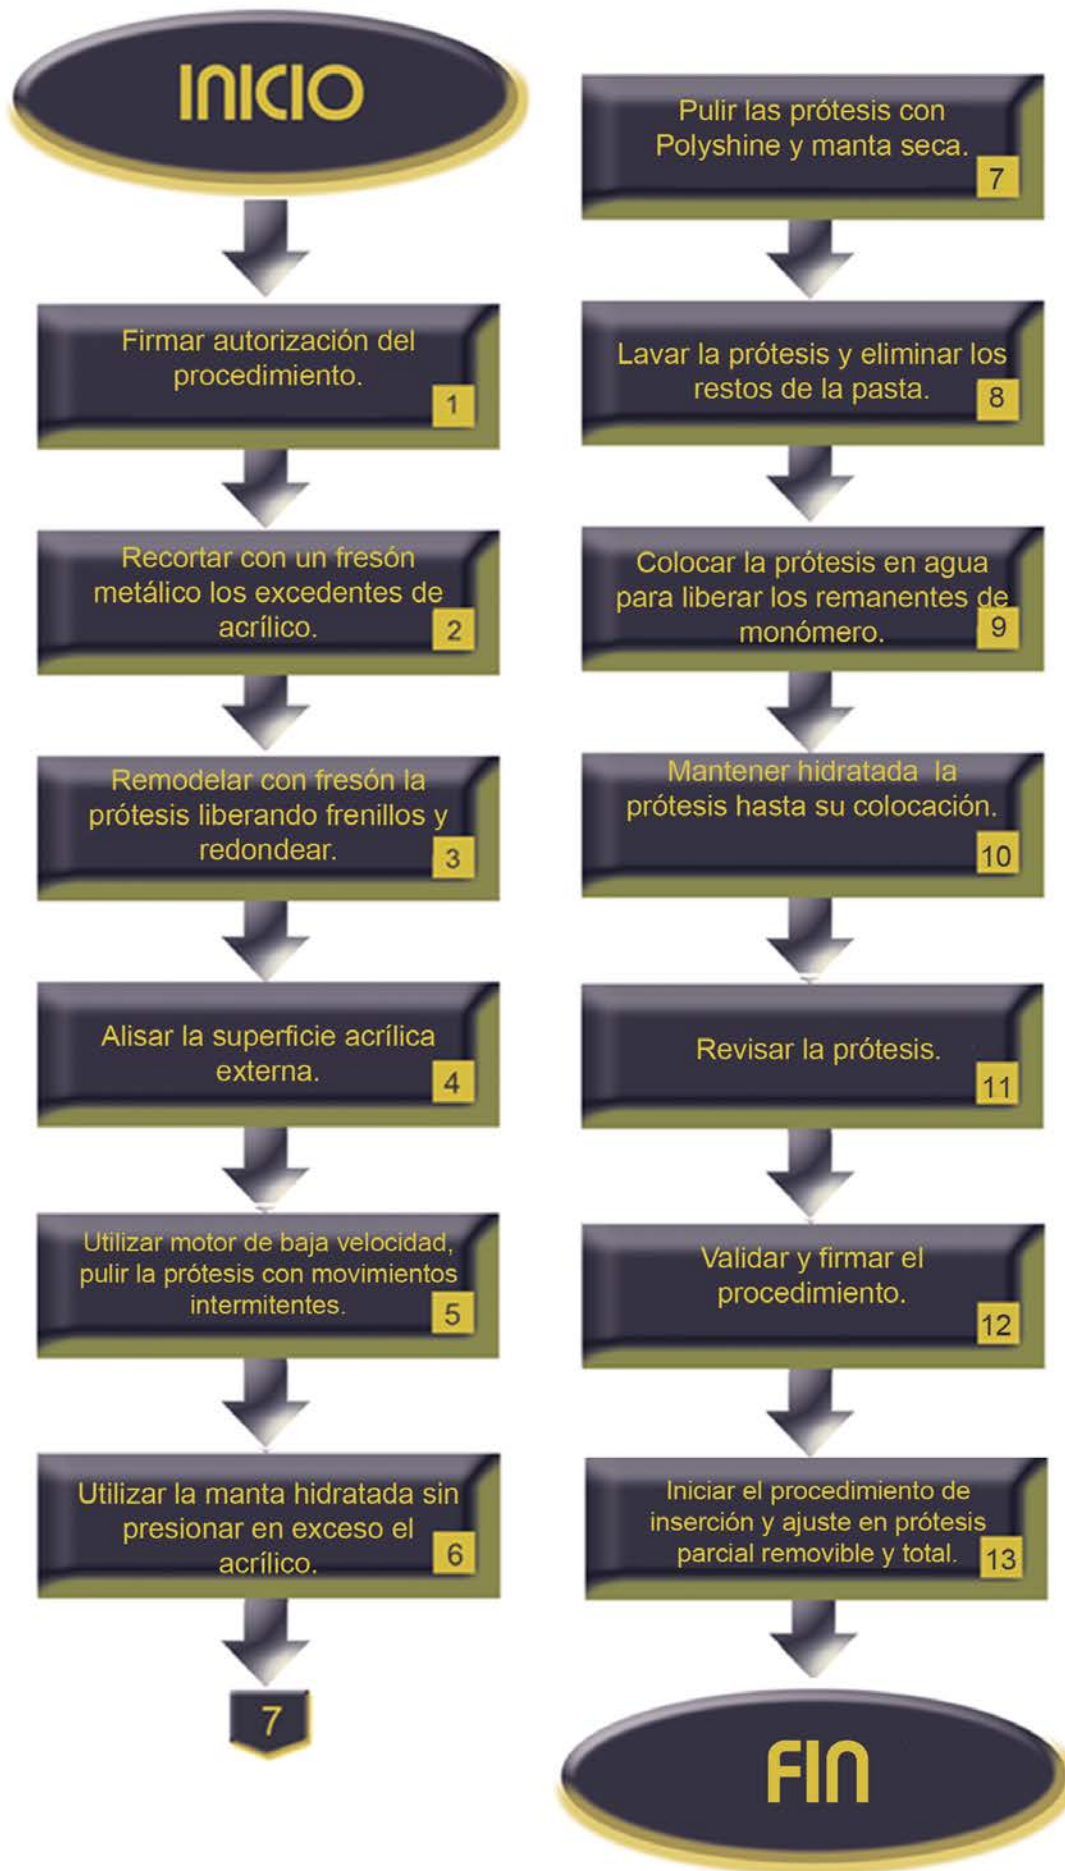 INICIO
Firmar autorización del
procedimiento.
1
Recortar con un fresón
metálico los excedentes de
acrílico.
2
Remodelar con fresón la
prótesis liberando frenillos y
redondear.
3
Alisar la superficie acrílica
externa.
4
Utilizar motor de baja velocidad,
pulir la prótesis con movimientos
intermitentes.
5
Utilizar la manta hidratada sin
presionar en exceso el
acrílico.
6
7
Pulir las prótesis con
Polyshine y manta seca.
7
Lavar la prótesis y eliminar los
restos de la pasta.
8
Colocar la prótesis en agua
para liberar los remanentes de
monómero.
9
Mantener hidratada la
prótesis hasta su colocación.
10
Revisar la prótesis.
11
Validar y firmar el
procedimiento.
12
Iniciar el procedimiento de
inserción y ajuste en prótesis
parcial removible y total.
13
FIN